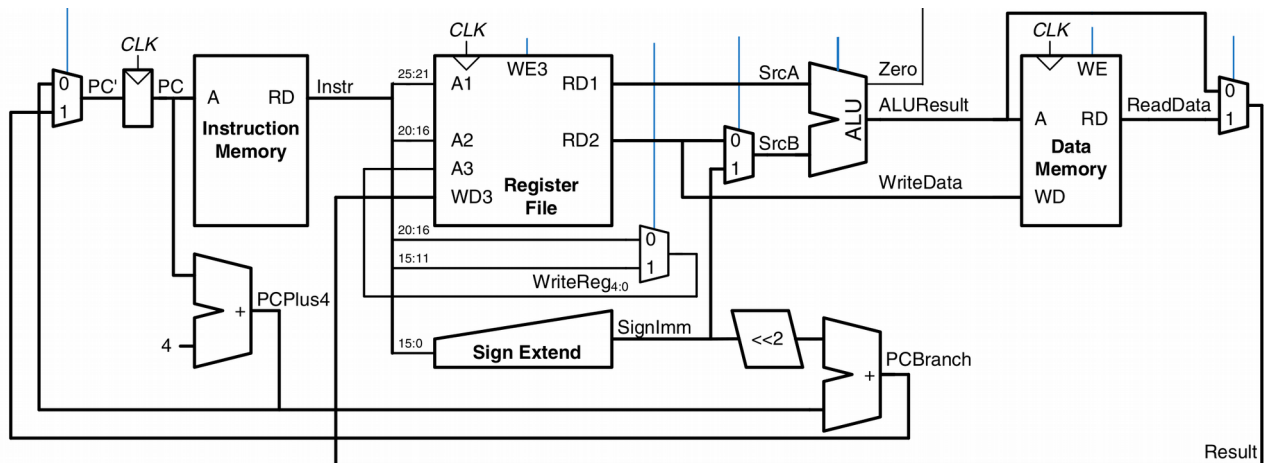 CLK
CLK
CLK
0
1
PC'
PC
A
RD
Instruction
Memory
Instr
25:21
20:16
A1
A2
A3
WD3
WE3
RD1
RD2
Register
File
20:16
15:11
0
1
WriteReg4:0
15:0
Sign Extend
SignImm
<<2
0
1
SrcA
SrcB
ALU
Zero
ALUResult
WriteData
WE
A
RD
Data
Memory
WD
ReadData
0
1
4
+
PCPlus4
+
PCBranch
Result